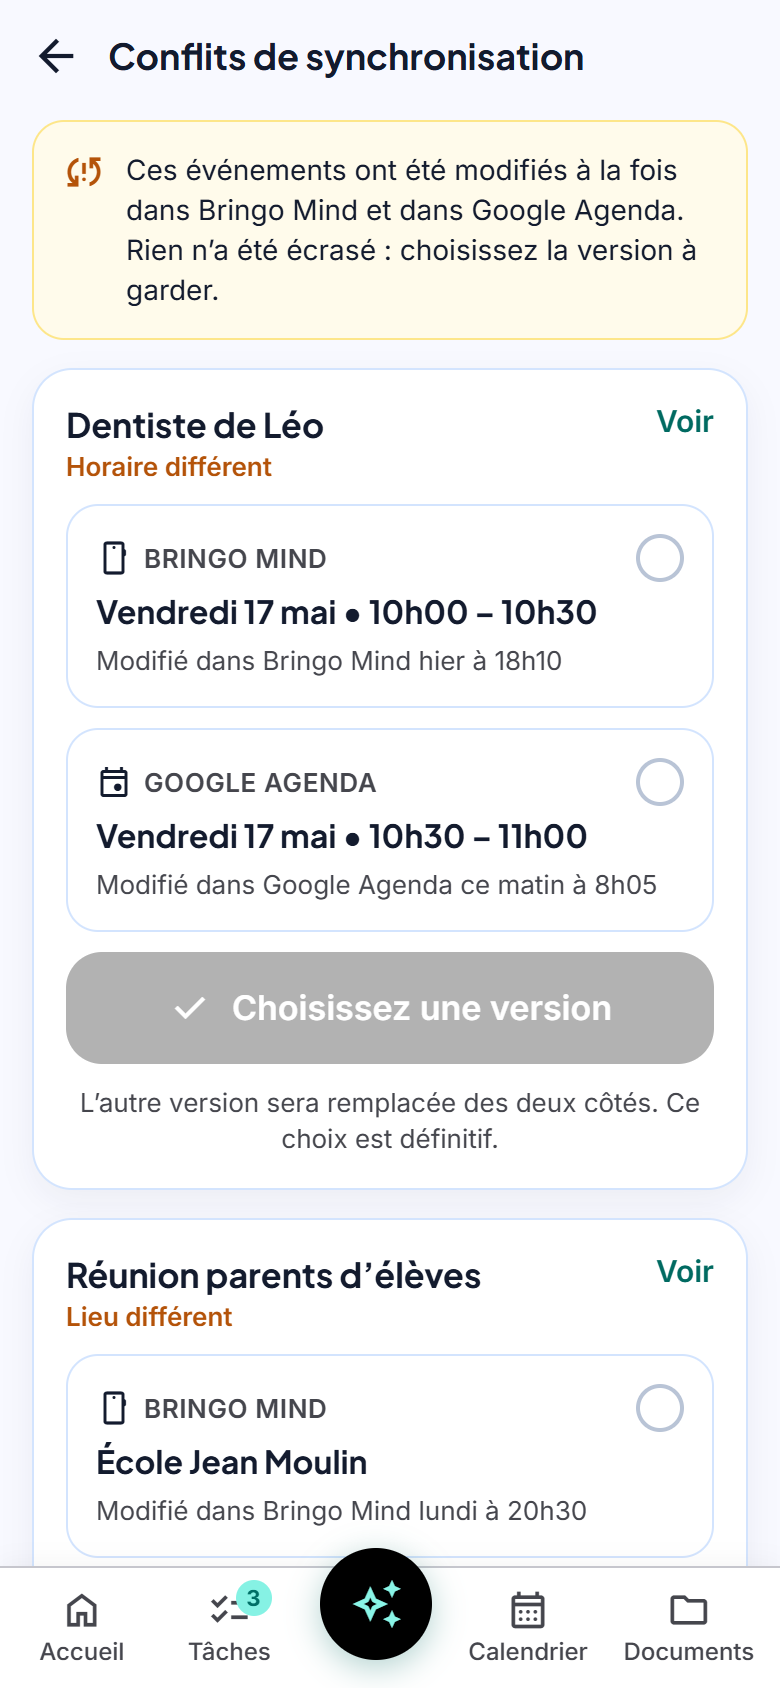 Conflits de synchronisation
Ces événements ont été modifiés à la fois
dans Bringo Mind et dans Google Agenda.
Rien n’a été écrasé : choisissez la version à
garder.
Dentiste de Léo
Voir
Horaire différent
BRINGO MIND
Vendredi 17 mai • 10h00 – 10h30
Modifié dans Bringo Mind hier à 18h10
GOOGLE AGENDA
Vendredi 17 mai • 10h30 – 11h00
Modifié dans Google Agenda ce matin à 8h05
Choisissez une version
L’autre version sera remplacée des deux côtés. Ce
choix est définitif.
Réunion parents d’élèves
Voir
Lieu différent
BRINGO MIND
École Jean Moulin
Modifié dans Bringo Mind lundi à 20h30
3
Accueil
Tâches
Calendrier
Documents